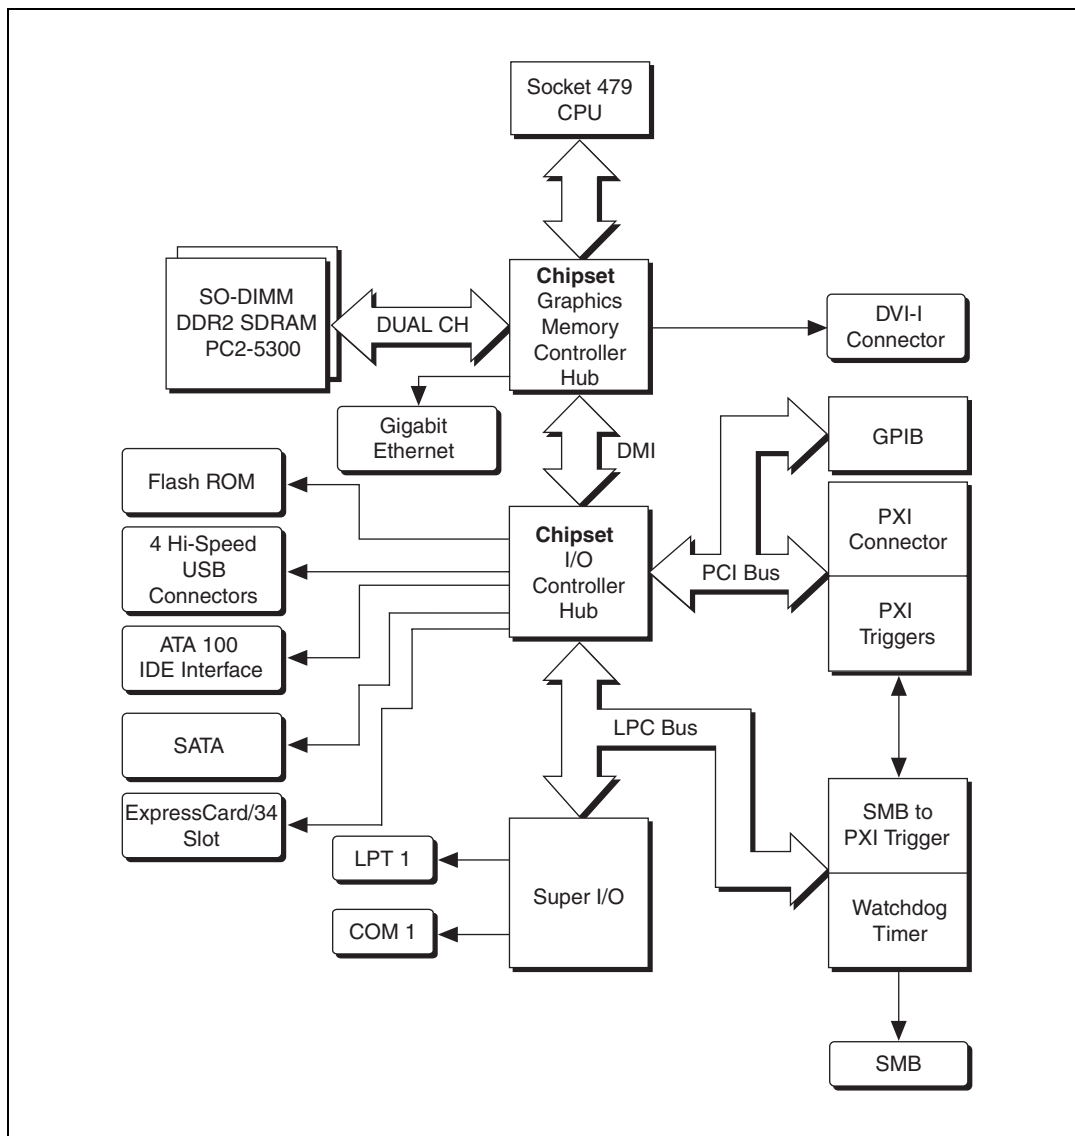 Socket 479
CPU
SO-DIMM
DDR2 SDRAM
PC2-5300
DUAL CH
Chipset
Graphics
Memory
Controller
Hub
DVI-I
Connector
Gigabit
Ethernet
DMI
GPIB
Flash ROM
4 Hi-Speed
USB
Connectors
ATA 100
IDE Interface
SATA
ExpressCard/34
Slot
Chipset
I/O
Controller
Hub
PCI Bus
PXI
Connector
PXI
Triggers
LPC Bus
LPT 1
COM 1
Super I/O
SMB to
PXI Trigger
Watchdog
Timer
SMB